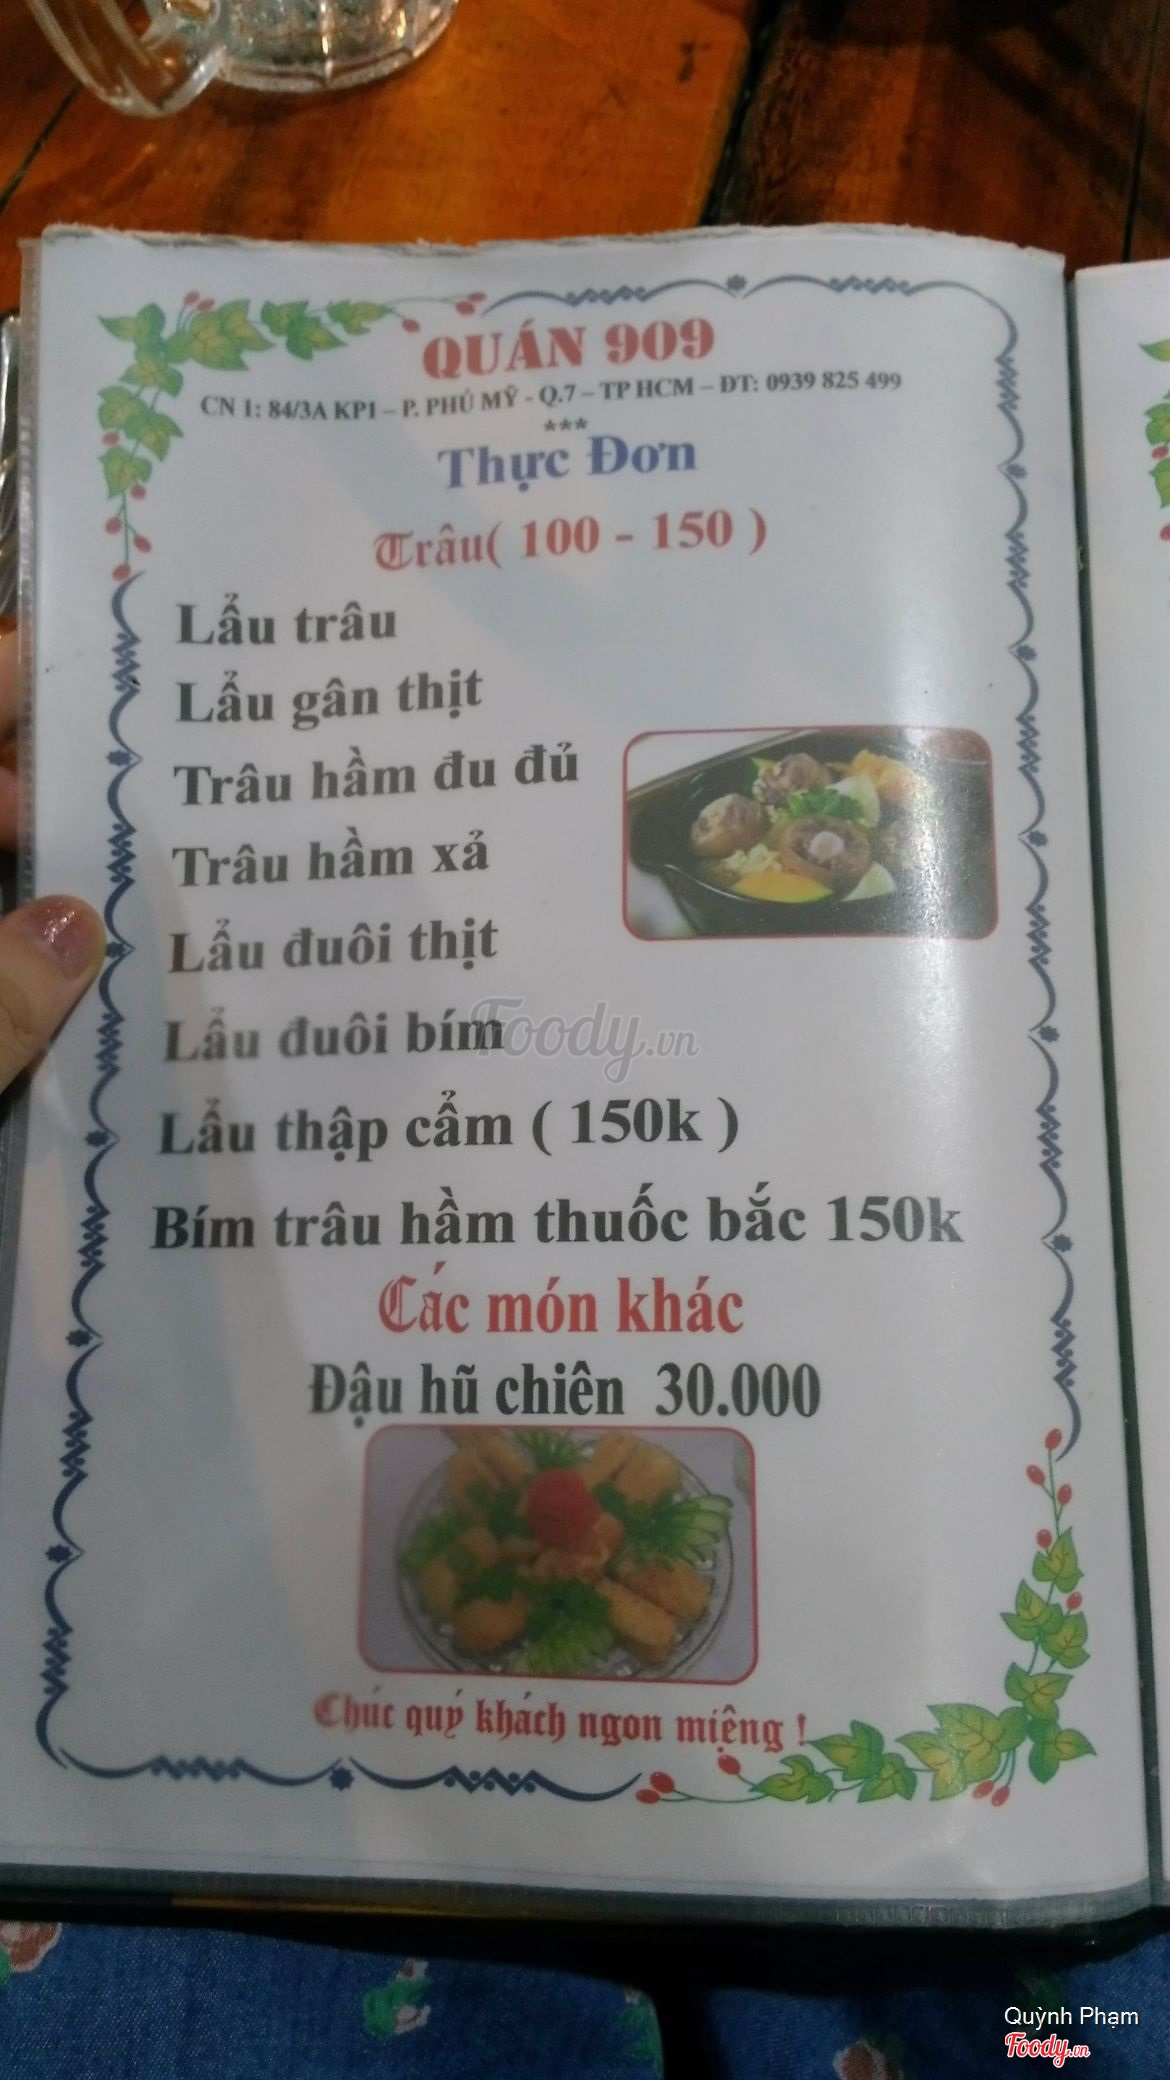 QUÁN 909
CN 1: 84/3A KP1 – P. PHÚ MỸ - Q.7 – TP HCM – ĐT: 0939 825 499
***
Thực Đơn
Trâu( 100 - 150 )
Lẩu trâu
Lẩu gân thịt
Trâu hầm đu đủ
Trâu hầm xả
Lẩu đuôi thịt
Lẩu đuôi bím
Foody.vn
Lẩu thập cẩm ( 150k )
Bím trâu hầm thuốc bắc 150k
Các món khác
Đậu hũ chiên 30.000
Chúc quý khách ngon miệng !
Quỳnh Phạm
Foody.vn